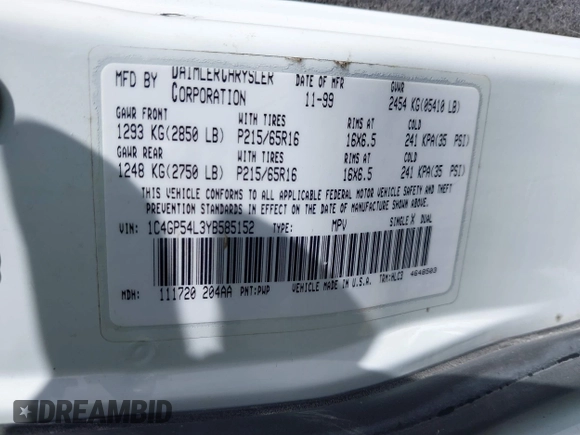 MFD BY DAIMLERCHRYSLER CORPORATION DATE OF MFR 11-99 GVWR 2454 KG(05410 LB)
GAWR FRONT WITH TIRES RIMS AT COLD
1293 KG(2850 LB) P215/65R16 16X6.5 241 KPA(35 PSI)
GAWR REAR WITH TIRES RIMS AT COLD
1248 KG(2750 LB) P215/65R16 16X6.5 241 KPA(35 PSI)
THIS VEHICLE CONFORMS TO ALL APPLICABLE FEDERAL MOTOR VEHICLE SAFETY AND THEFT
PREVENTION STANDARDS IN EFFECT ON THE DATE OF MANUFACTURE SHOWN ABOVE.
VIN: 1C4GP54L3YB585152 TYPE: MPV SINGLE X DUAL
MDH: 111720 204AA PNT:PWP VEHICLE MADE IN U.S.A. TRM:HLC3 4648503
DREAMBID